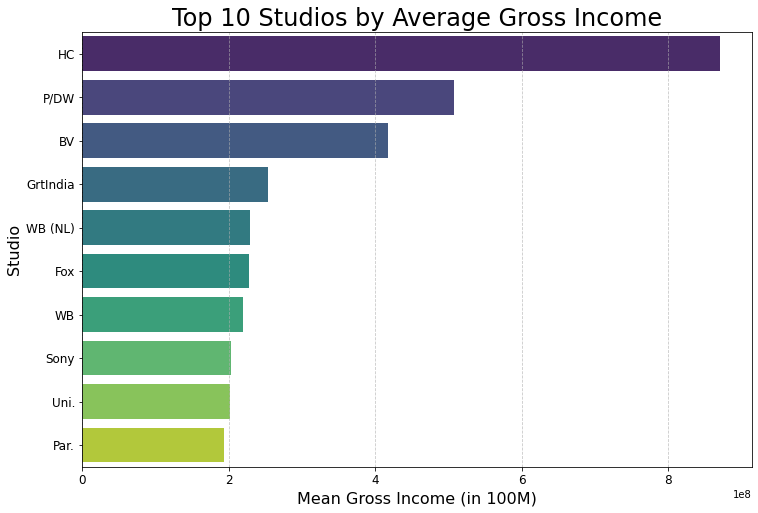 Top 10 Studios by Average Gross Income
HC
P/DW
BV
GrtIndia
WB (NL)
Fox
WB
Sony
Uni.
Par.
Studio
0 2 4 6 8
1e8
Mean Gross Income (in 100M)